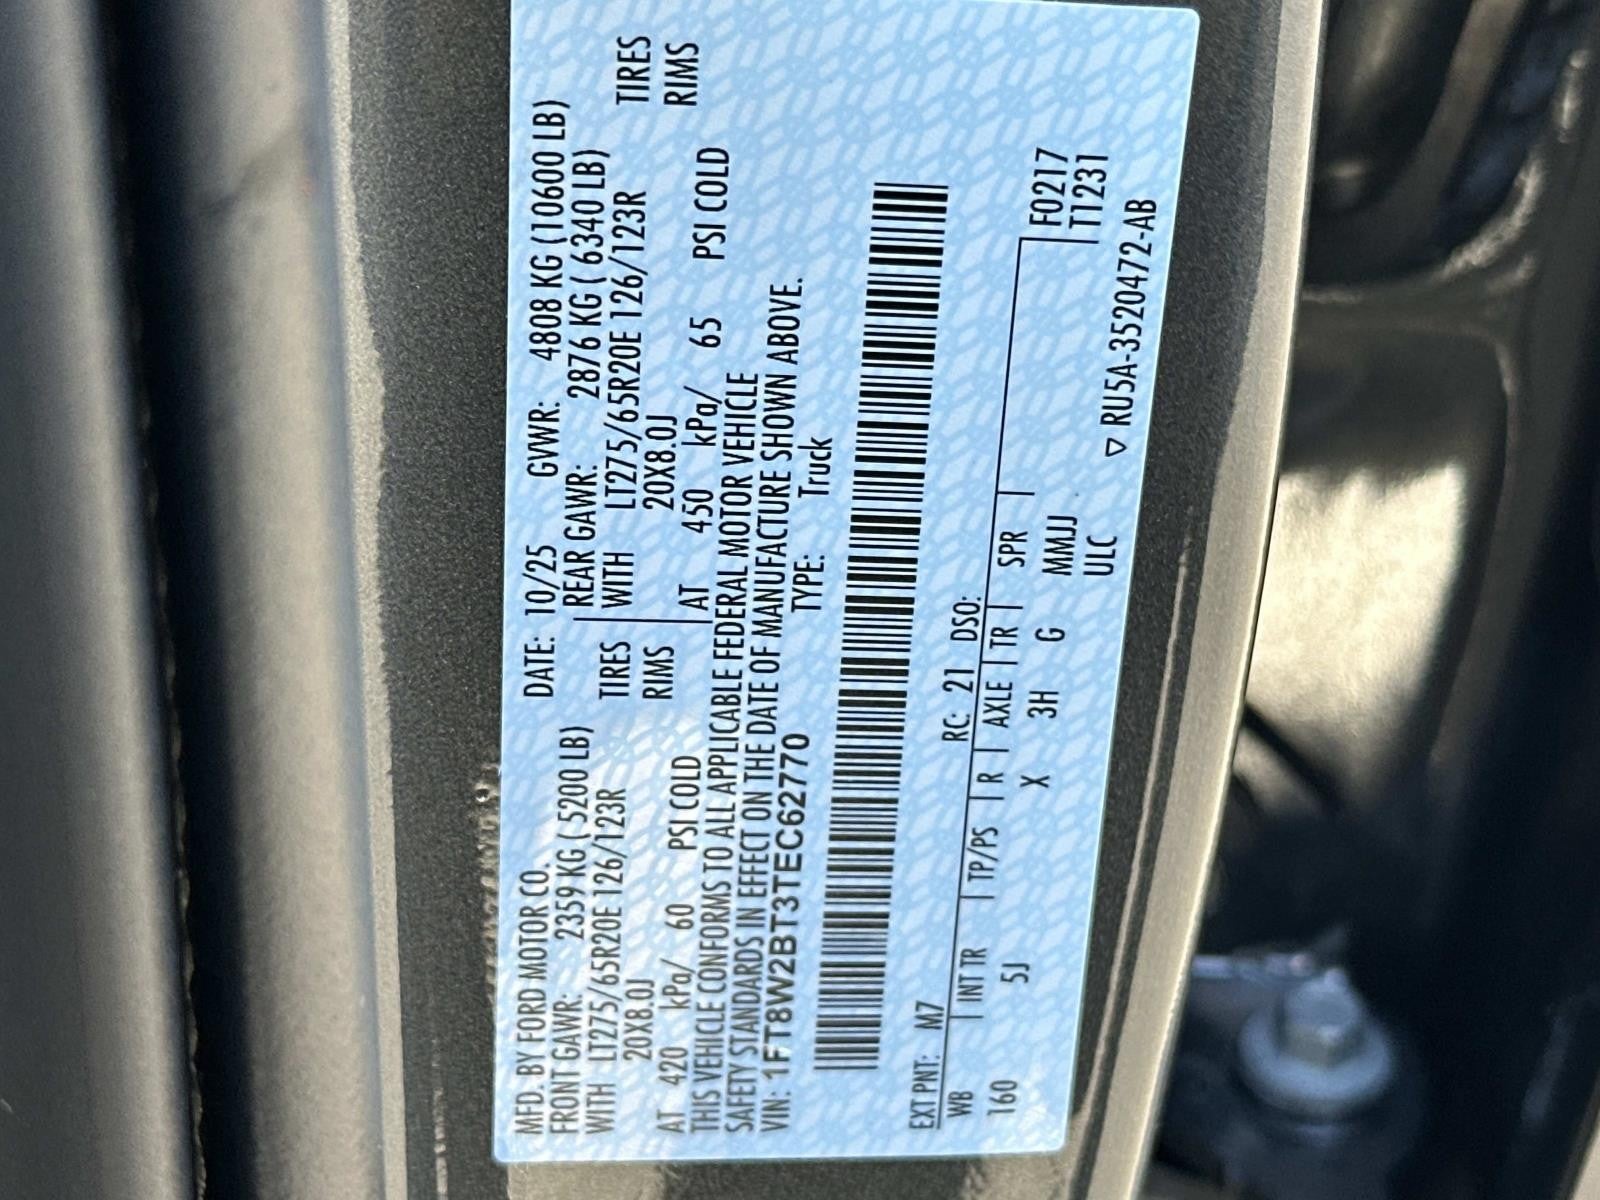 MFD. BY FORD MOTOR CO. DATE: 10/25 GVWR: 4808 KG (10600 LB)
FRONT GAWR: 2359 KG (5200 LB) REAR GAWR: 2876 KG (6340 LB)
WITH LT275/65R20E 126/123R TIRES WITH LT275/65R20E 126/123R TIRES
20X8.0J RIMS 20X8.0J RIMS
AT 420 kPa/ 60 PSI COLD AT 450 kPa/ 65 PSI COLD
THIS VEHICLE CONFORMS TO ALL APPLICABLE FEDERAL MOTOR VEHICLE
SAFETY STANDARDS IN EFFECT ON THE DATE OF MANUFACTURE SHOWN ABOVE.
VIN: 1FT8W2BT3TEC62770 TYPE: Truck
EXT PNT: M7 RC: 21 DSO:
WB INT TR TP/PS R AXLE TR SPR F0217
160 5J X 3H G MMJJ T1231
ULC
▽ RU5A-3520472-AB